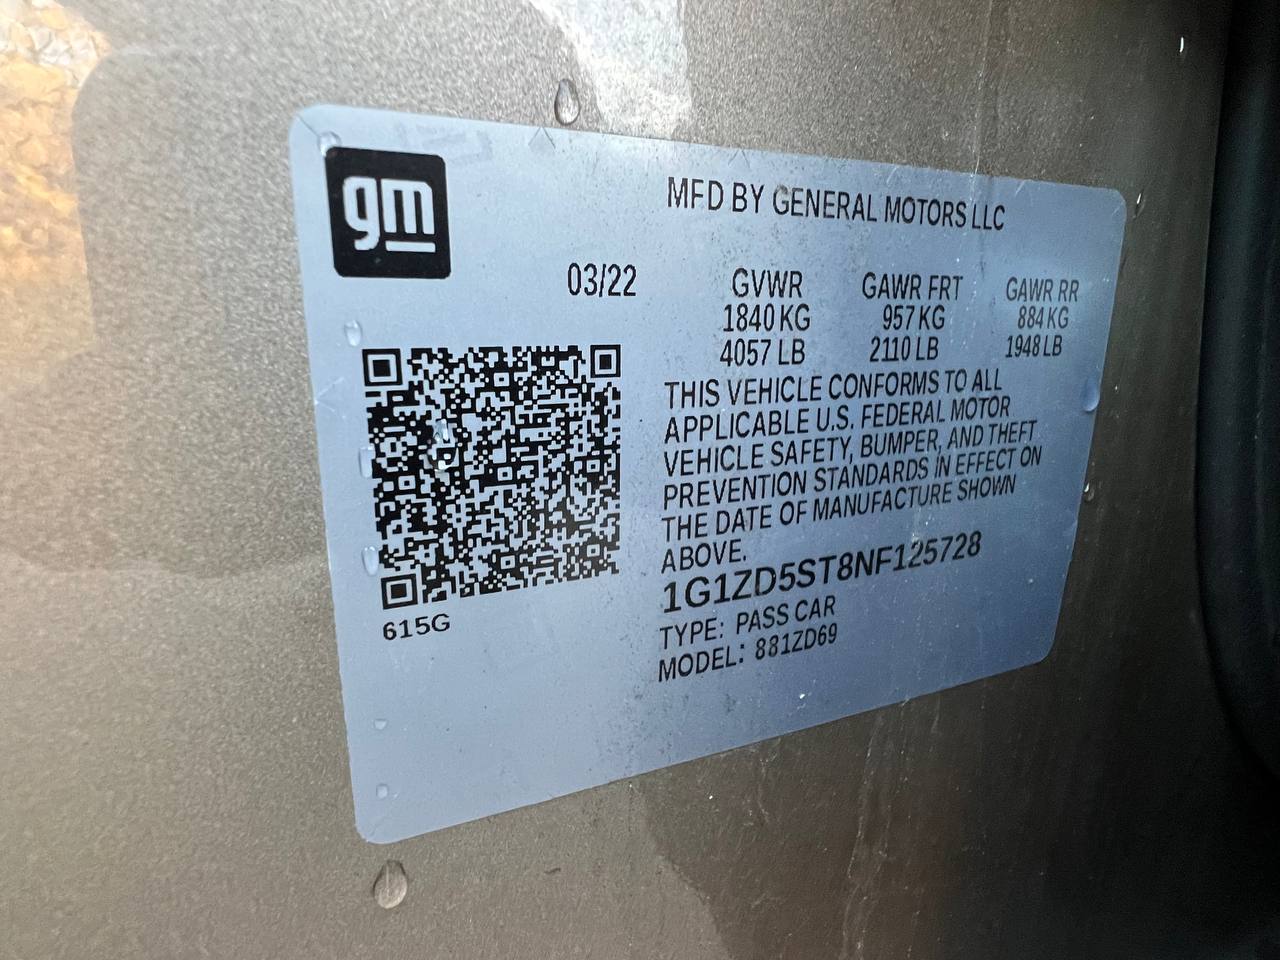 gm
MFD BY GENERAL MOTORS LLC
03/22
GVWR GAWR FRT GAWR RR
1840 KG 957 KG 884 KG
4057 LB 2110 LB 1948 LB
THIS VEHICLE CONFORMS TO ALL
APPLICABLE U.S. FEDERAL MOTOR
VEHICLE SAFETY, BUMPER, AND THEFT
PREVENTION STANDARDS IN EFFECT ON
THE DATE OF MANUFACTURE SHOWN
ABOVE.
1G1ZD5ST8NF125728
TYPE: PASS CAR
MODEL: 881ZD69
615G